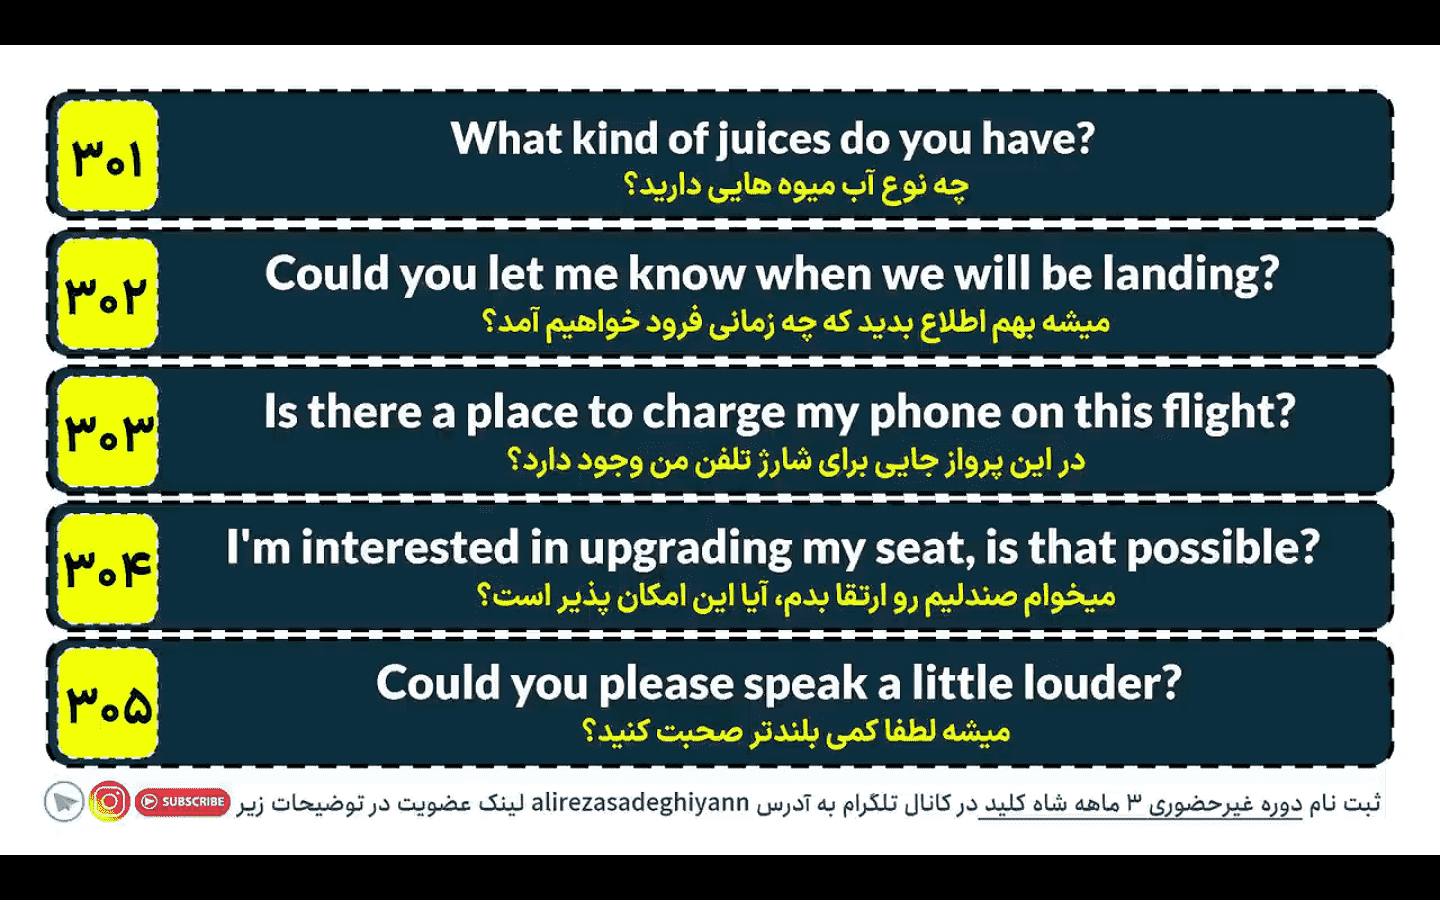 ۳۰۱
What kind of juices do you have?
چه نوع آب میوه هایی دارید؟
۳۰۲
Could you let me know when we will be landing?
میشه بهم اطلاع بدید که چه زمانی فرود خواهیم آمد؟
۳۰۳
Is there a place to charge my phone on this flight?
در این پرواز جایی برای شارژ تلفن من وجود دارد؟
۳۰۴
I'm interested in upgrading my seat, is that possible?
میخوام صندلیم رو ارتقا بدم، آیا این امکان پذیر است؟
۳۰۵
Could you please speak a little louder?
میشه لطفا کمی بلندتر صحبت کنید؟
ثبت نام دوره غیرحضوری ۳ ماهه شاه کلید در کانال تلگرام به آدرس alirezasadeghiyann لینک عضویت در توضیحات زیر
SUBSCRIBE